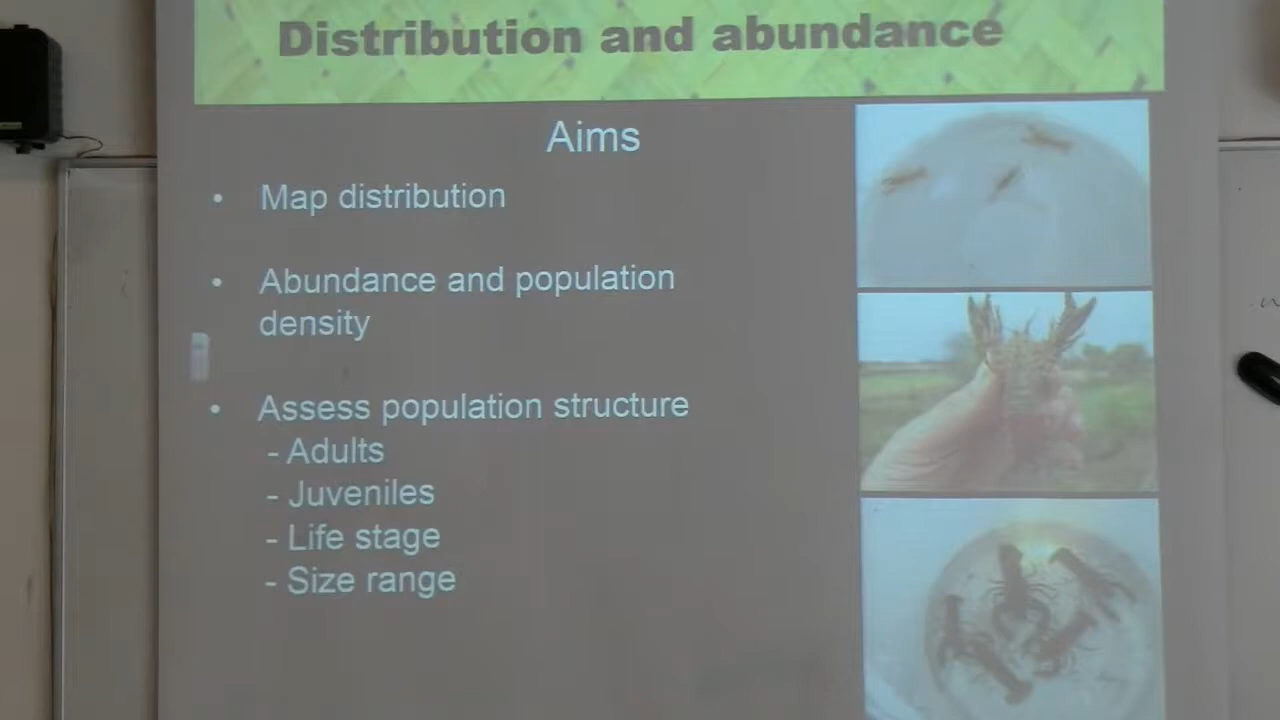 Distribution and abundance
Aims
• Map distribution
• Abundance and population
density
• Assess population structure
- Adults
- Juveniles
- Life stage
- Size range